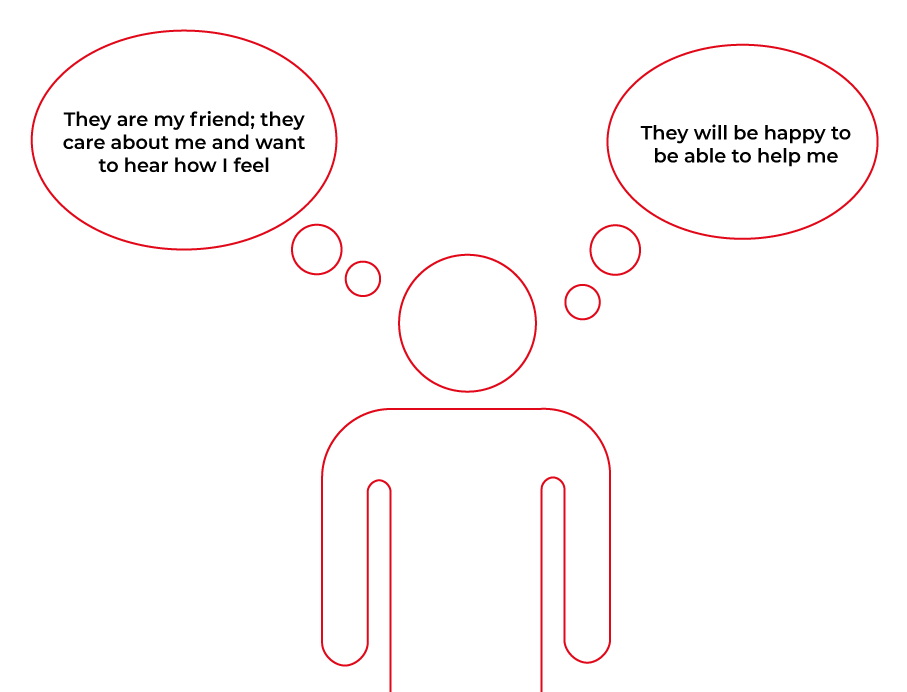 They are my friend; they
care about me and want
to hear how I feel
They will be happy to
be able to help me